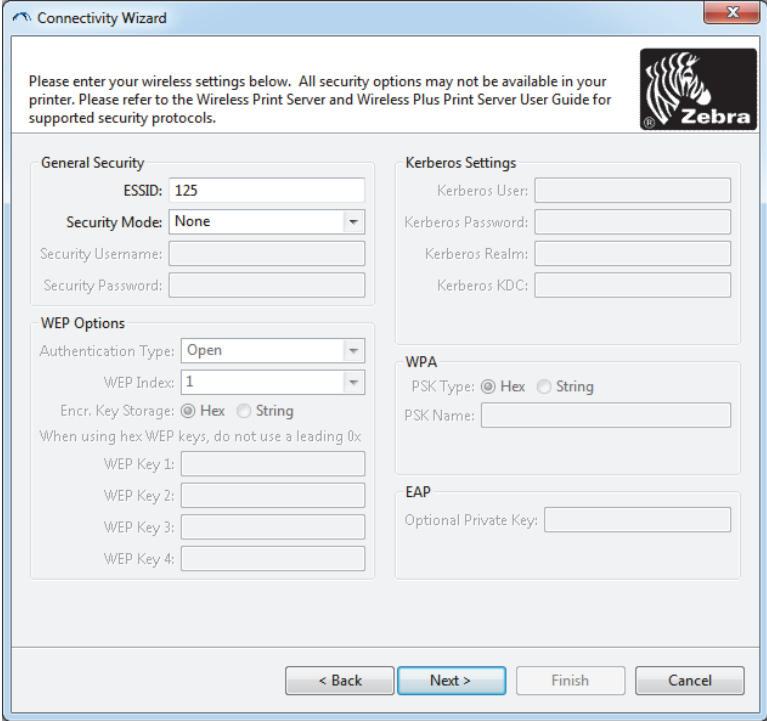 Connectivity Wizard
Please enter your wireless settings below. All security options may not be available in your
printer. Please refer to the Wireless Print Server and Wireless Plus Print Server User Guide for
supported security protocols.
® Zebra
General Security
ESSID: 125
Security Mode: None
Security Username:
Security Password:
WEP Options
Authentication Type: Open
WEP Index: 1
Encr. Key Storage: Hex String
When using hex WEP keys, do not use a leading 0x
WEP Key 1:
WEP Key 2:
WEP Key 3:
WEP Key 4:
Kerberos Settings
Kerberos User:
Kerberos Password:
Kerberos Realm:
Kerberos KDC:
WPA
PSK Type: Hex String
PSK Name:
EAP
Optional Private Key:
< Back Next > Finish Cancel